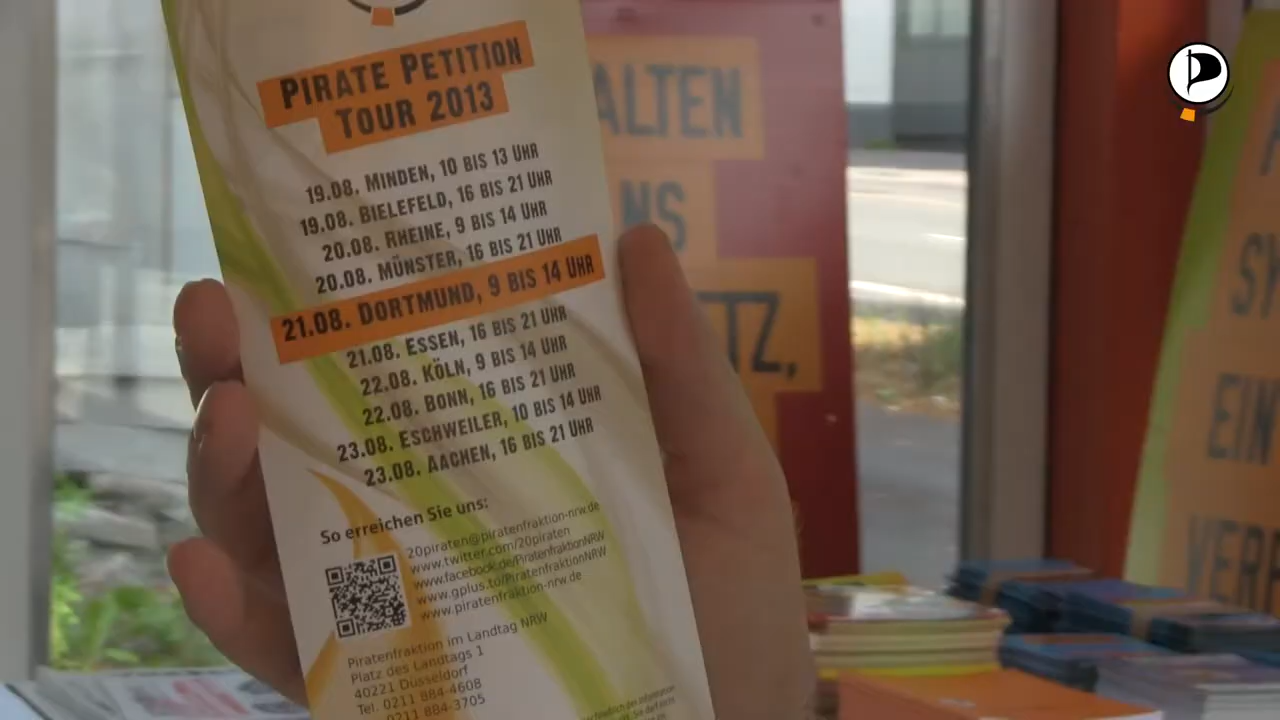 PIRATE PETITION
TOUR 2013
19.08. MINDEN, 10 BIS 13 UHR
19.08. BIELEFELD, 16 BIS 21 UHR
20.08. RHEINE, 9 BIS 14 UHR
20.08. MÜNSTER, 16 BIS 21 UHR
21.08. DORTMUND, 9 BIS 14 UHR
21.08. ESSEN, 16 BIS 21 UHR
22.08. KÖLN, 9 BIS 14 UHR
22.08. BONN, 16 BIS 21 UHR
23.08. ESCHWEILER, 10 BIS 14 UHR
23.08. AACHEN, 16 BIS 21 UHR
So erreichen Sie uns:
20piraten@piratenfraktion-nrw.de
www.twitter.com/20piraten
www.facebook.de/PiratenfraktionNRW
www.gplus.to/PiratenfraktionNRW
www.piratenfraktion-nrw.de
Piratenfraktion im Landtag NRW
Platz des Landtags 1
40221 Düsseldorf
Tel. 0211 884-4608
0211 884-3705
ALTEN
NS
TZ,
EIN